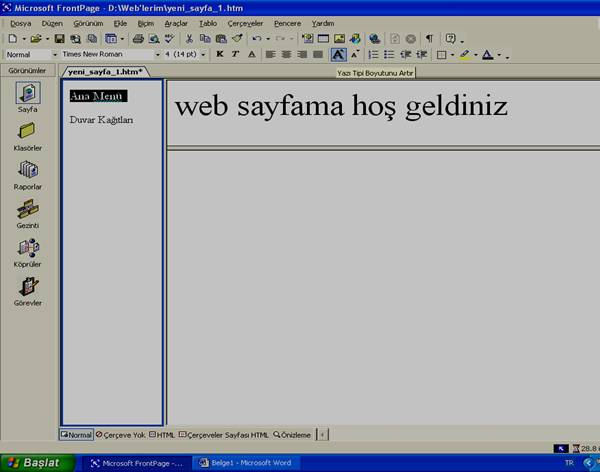 Microsoft FrontPage - D:\Web'lerim\yeni_sayfa_1.htm
Dosya Düzen Görünüm Ekle Biçim Araçlar Tablo Çerçeveler Pencere Yardım
Normal Times New Roman 4 (14 pt) K T A
Görünümler yeni_sayfa_1.htm*
Yazı Tipi Boyutunu Artır
Ana Menü
web sayfama hoş geldiniz
Duvar Kağıtları
Sayfa
Klasörler
Raporlar
Gezinti
Köprüler
Görevler
Normal Çerçeve Yok HTML Çerçeveler Sayfası HTML Önizleme
28.8
Başlat Microsoft FrontPage -... Belge1 - Microsoft Word TR